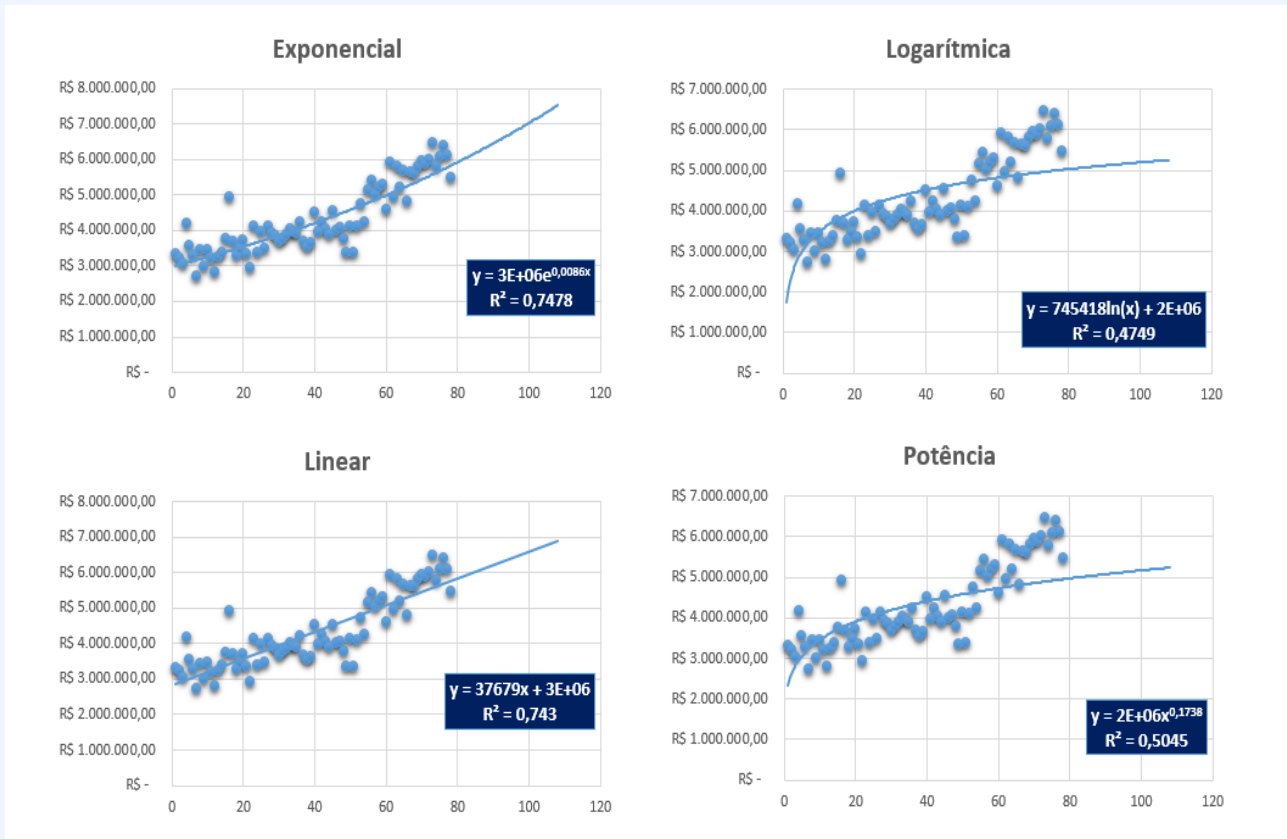 Exponencial
R$ 8.000.000,00
R$ 7.000.000,00
R$ 6.000.000,00
R$ 5.000.000,00
R$ 4.000.000,00
R$ 3.000.000,00
R$ 2.000.000,00
R$ 1.000.000,00
R$ -
0 20 40 60 80 100 120
y = 3E+06e^0,0086x
R² = 0,7478
Logarítmica
R$ 7.000.000,00
R$ 6.000.000,00
R$ 5.000.000,00
R$ 4.000.000,00
R$ 3.000.000,00
R$ 2.000.000,00
R$ 1.000.000,00
R$ -
0 20 40 60 80 100 120
y = 745418ln(x) + 2E+06
R² = 0,4749
Linear
R$ 8.000.000,00
R$ 7.000.000,00
R$ 6.000.000,00
R$ 5.000.000,00
R$ 4.000.000,00
R$ 3.000.000,00
R$ 2.000.000,00
R$ 1.000.000,00
R$ -
0 20 40 60 80 100 120
y = 37679x + 3E+06
R² = 0,743
Potência
R$ 7.000.000,00
R$ 6.000.000,00
R$ 5.000.000,00
R$ 4.000.000,00
R$ 3.000.000,00
R$ 2.000.000,00
R$ 1.000.000,00
R$ -
0 20 40 60 80 100 120
y = 2E+06x^0,1738
R² = 0,5045